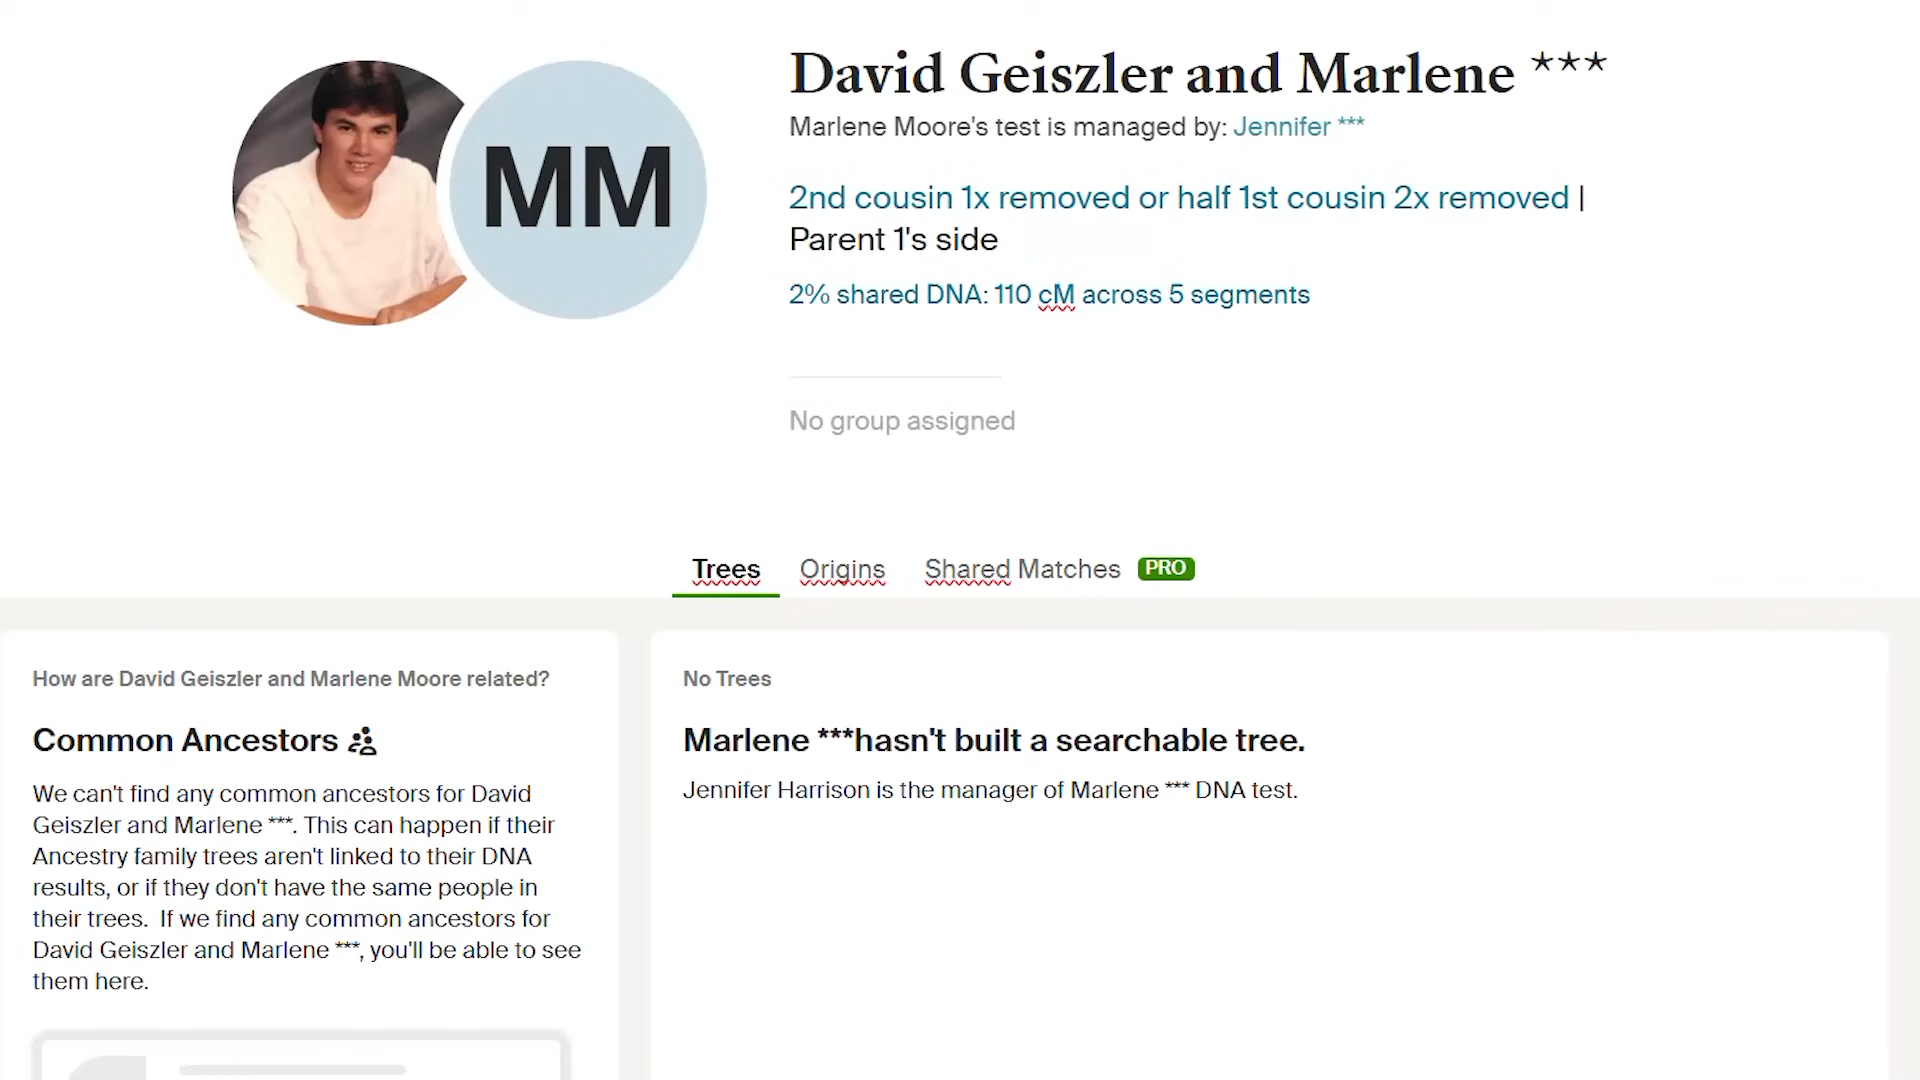 MM
David Geiszler and Marlene ***
Marlene Moore's test is managed by: Jennifer ***
2nd cousin 1x removed or half 1st cousin 2x removed |
Parent 1's side
2% shared DNA: 110 cM across 5 segments
No group assigned
Trees Origins Shared Matches PRO
How are David Geiszler and Marlene Moore related?
Common Ancestors
We can't find any common ancestors for David
Geiszler and Marlene ***. This can happen if their
Ancestry family trees aren't linked to their DNA
results, or if they don't have the same people in
their trees. If we find any common ancestors for
David Geiszler and Marlene ***, you'll be able to see
them here.
No Trees
Marlene ***hasn't built a searchable tree.
Jennifer Harrison is the manager of Marlene *** DNA test.